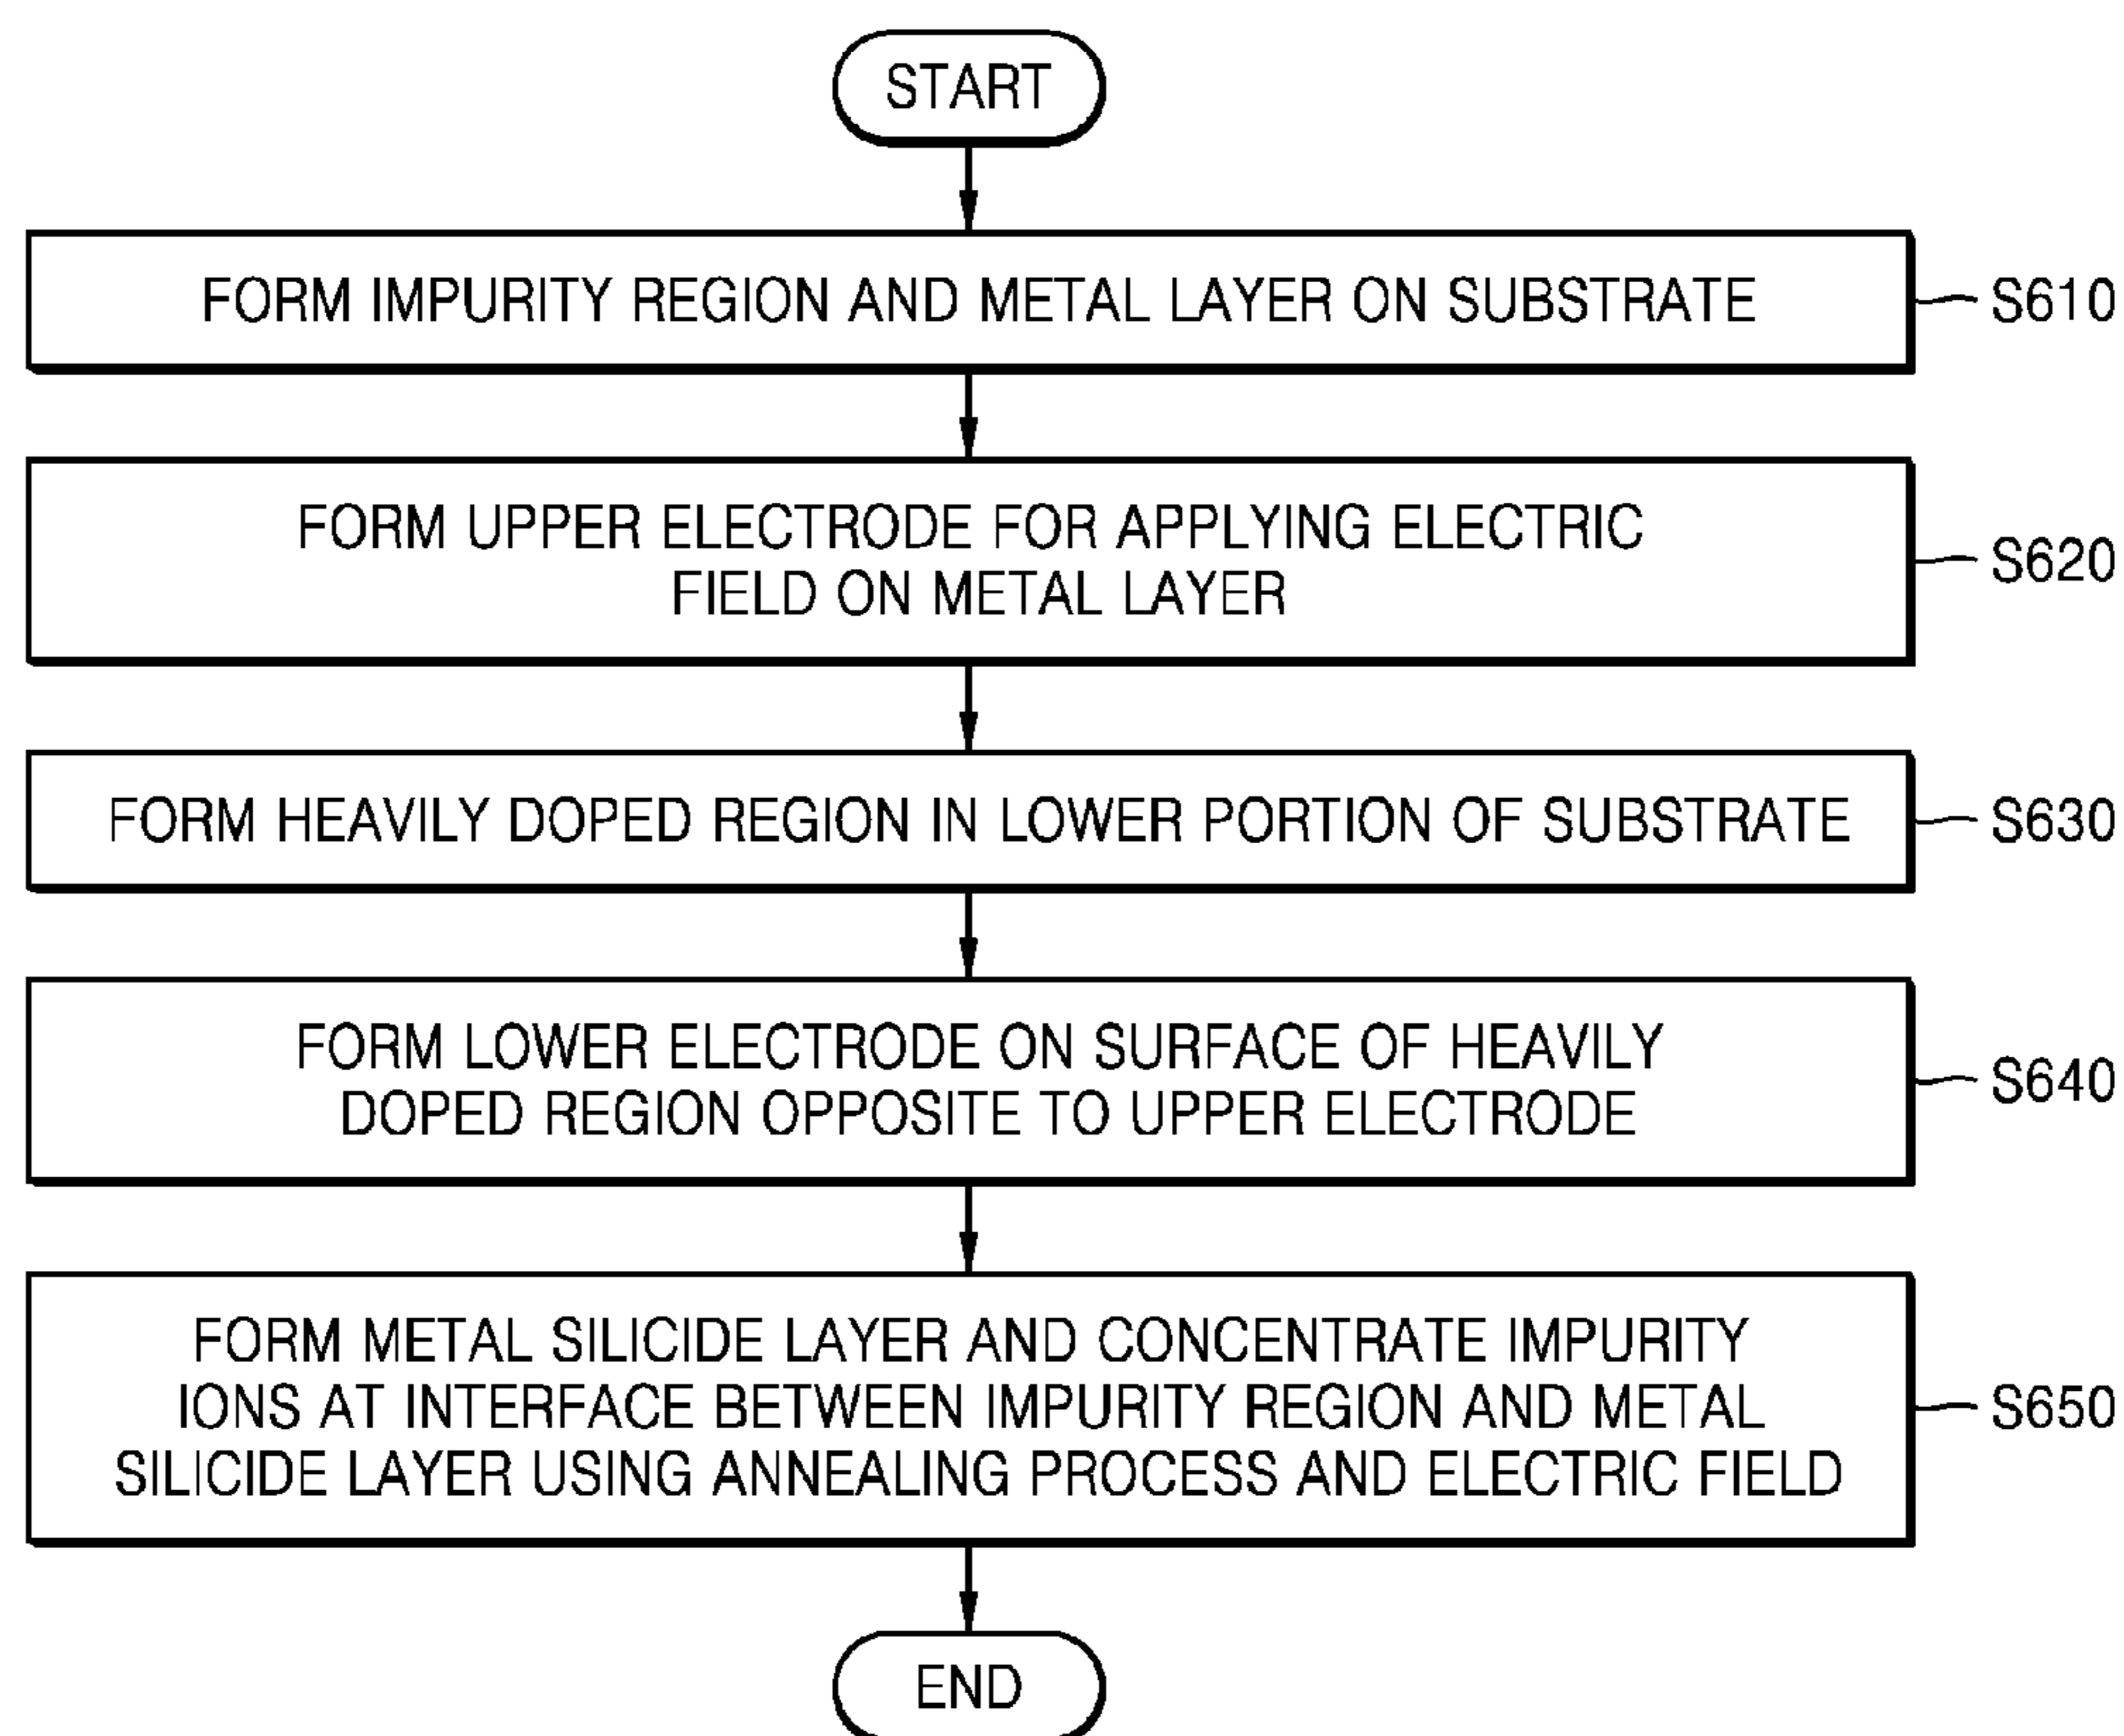 START
FORM IMPURITY REGION AND METAL LAYER ON SUBSTRATE
S610
FORM UPPER ELECTRODE FOR APPLYING ELECTRIC
FIELD ON METAL LAYER
S620
FORM HEAVILY DOPED REGION IN LOWER PORTION OF SUBSTRATE
S630
FORM LOWER ELECTRODE ON SURFACE OF HEAVILY
DOPED REGION OPPOSITE TO UPPER ELECTRODE
S640
FORM METAL SILICIDE LAYER AND CONCENTRATE IMPURITY
IONS AT INTERFACE BETWEEN IMPURITY REGION AND METAL
SILICIDE LAYER USING ANNEALING PROCESS AND ELECTRIC FIELD
S650
END